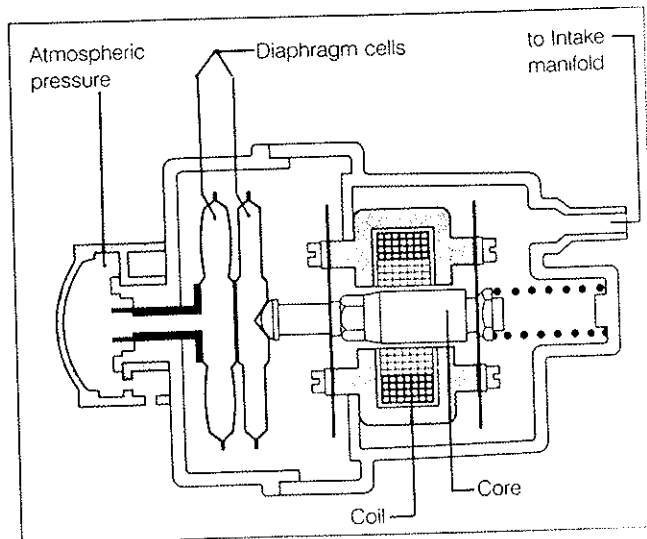 Atmospheric
pressure
Diaphragm cells
to Intake
manifold
Core
Coil